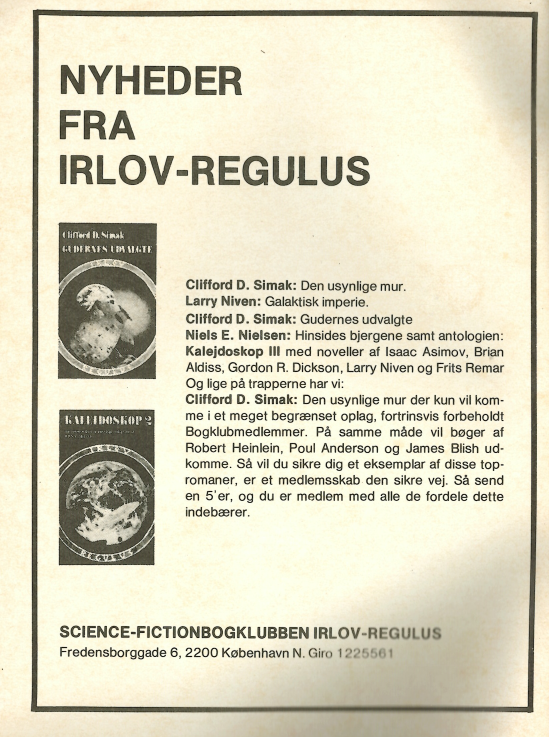 NYHEDER
FRA
IRLOV-REGULUS
Clifford D. Simak
GUDERNES UDVALGTE
Clifford D. Simak: Den usynlige mur.
Larry Niven: Galaktisk imperie.
Clifford D. Simak: Gudernes udvalgte
Niels E. Nielsen: Hinsides bjergene samt antologien:
Kalejdoskop III med noveller af Isaac Asimov, Brian
Aldiss, Gordon R. Dickson, Larry Niven og Frits Remar
Og lige på trapperne har vi:
Clifford D. Simak: Den usynlige mur der kun vil kom-
me i et meget begrænset oplag, fortrinsvis forbeholdt
Bogklubmedlemmer. På samme måde vil bøger af
Robert Heinlein, Poul Anderson og James Blish ud-
komme. Så vil du sikre dig et eksemplar af disse top-
romaner, er et medlemsskab den sikre vej. Så send
en 5'er, og du er medlem med alle de fordele dette
indebærer.
KALEIDOSKOP 2
REGULUS
SCIENCE-FICTIONBOGKLUBBEN IRLOV-REGULUS
Fredensborggade 6, 2200 København N. Giro 1225561